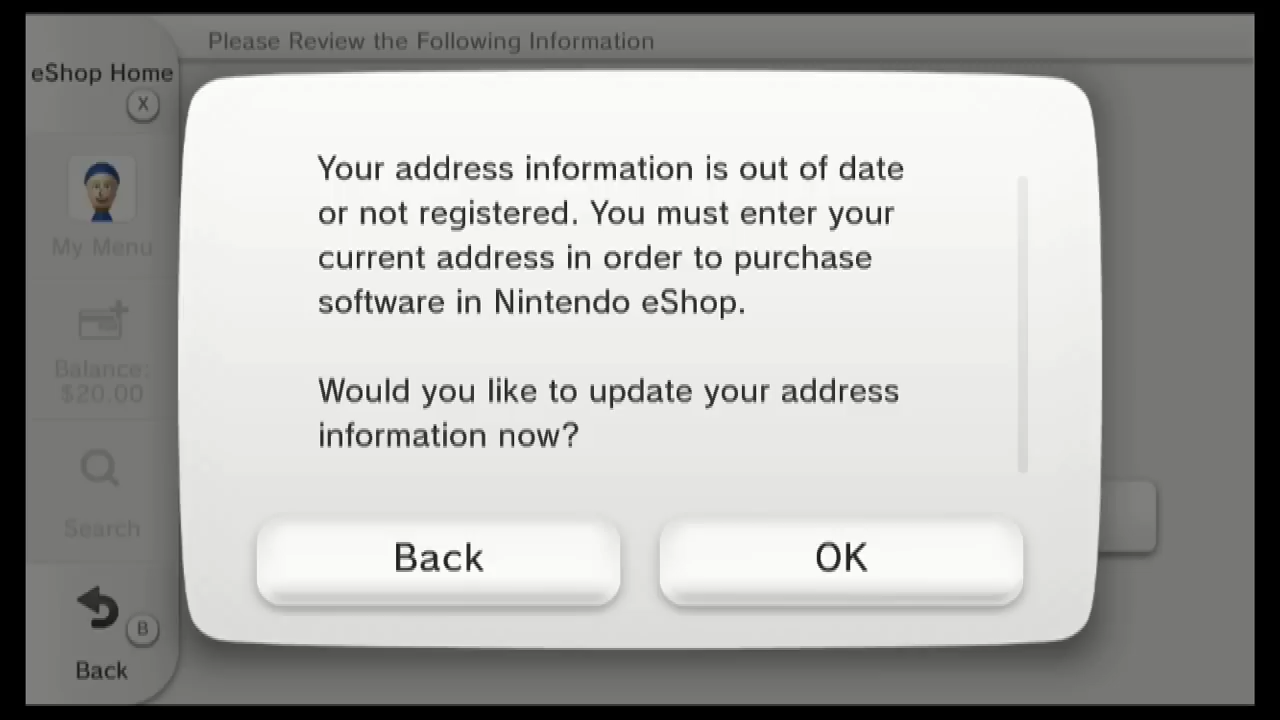 Please Review the Following Information
eShop Home
X
My Menu
Balance:
$20.00
Search
B
Back
Your address information is out of date
or not registered. You must enter your
current address in order to purchase
software in Nintendo eShop.
Would you like to update your address
information now?
Back
OK